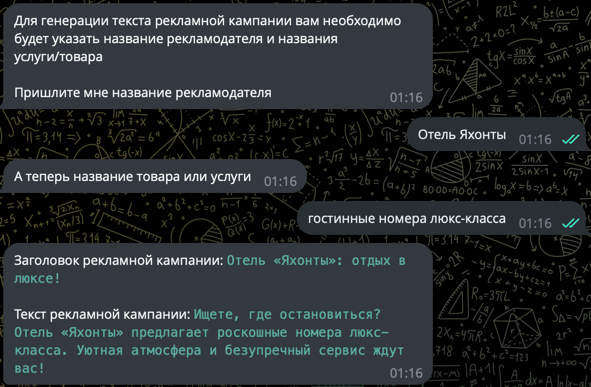 Для генерации текста рекламной кампании вам необходимо
будет указать название рекламодателя и названия
услуги/товара
Пришлите мне название рекламодателя
01:16
Отель Яхонты 01:16
А теперь название товара или услуги 01:16
гостинные номера люкс-класса 01:16
Заголовок рекламной кампании: Отель «Яхонты»: отдых в
люксе!
Текст рекламной кампании: Ищете, где остановиться?
Отель «Яхонты» предлагает роскошные номера люкс-
класса. Уютная атмосфера и безупречный сервис ждут
вас!
01:16